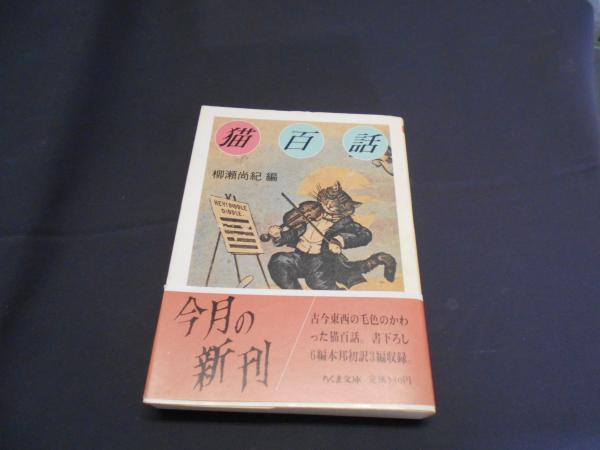 猫百話
柳瀬尚紀 編
HEY! DIDDLE
DIDDLE
今月の
新刊
古今東西の毛色のかわ
った猫百話。書下ろし
6編本邦初訳3編収録。
ちくま文庫